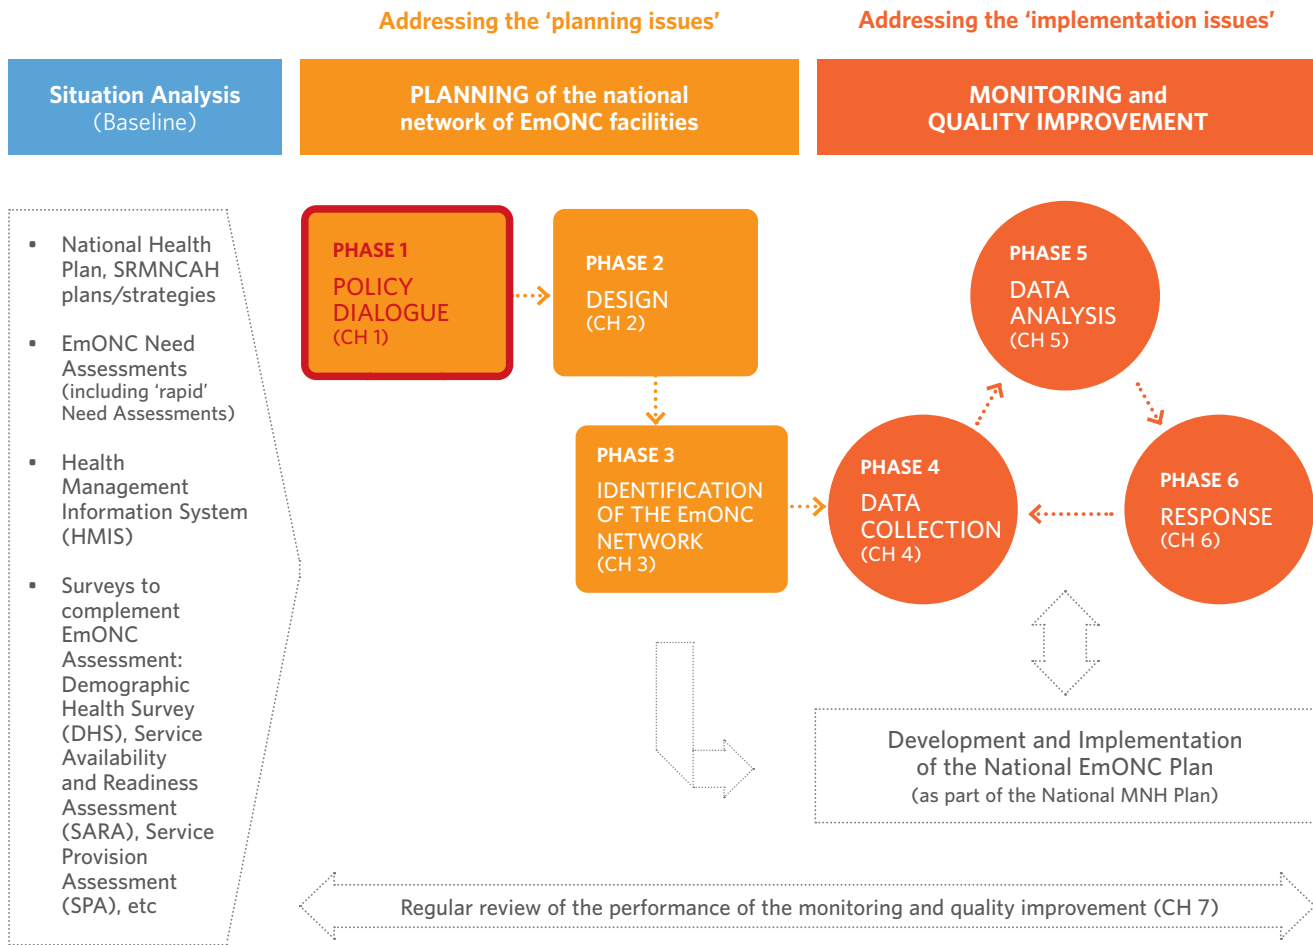 Addressing the ‘planning issues’
Addressing the ‘implementation issues’
Situation Analysis
(Baseline)
PLANNING of the national
network of EmONC facilities
MONITORING and
QUALITY IMPROVEMENT
▪ National Health
Plan, SRMNCAH
plans/strategies
▪ EmONC Need
Assessments
(including ‘rapid’
Need Assessments)
▪ Health
Management
Information System
(HMIS)
▪ Surveys to
complement
EmONC
Assessment:
Demographic
Health Survey
(DHS), Service
Availability
and Readiness
Assessment
(SARA), Service
Provision
Assessment
(SPA), etc
PHASE 1
POLICY
DIALOGUE
(CH 1)
PHASE 2
DESIGN
(CH 2)
PHASE 3
IDENTIFICATION
OF THE EmONC
NETWORK
(CH 3)
PHASE 4
DATA
COLLECTION
(CH 4)
PHASE 5
DATA
ANALYSIS
(CH 5)
PHASE 6
RESPONSE
(CH 6)
Development and Implementation
of the National EmONC Plan
(as part of the National MNH Plan)
Regular review of the performance of the monitoring and quality improvement (CH 7)